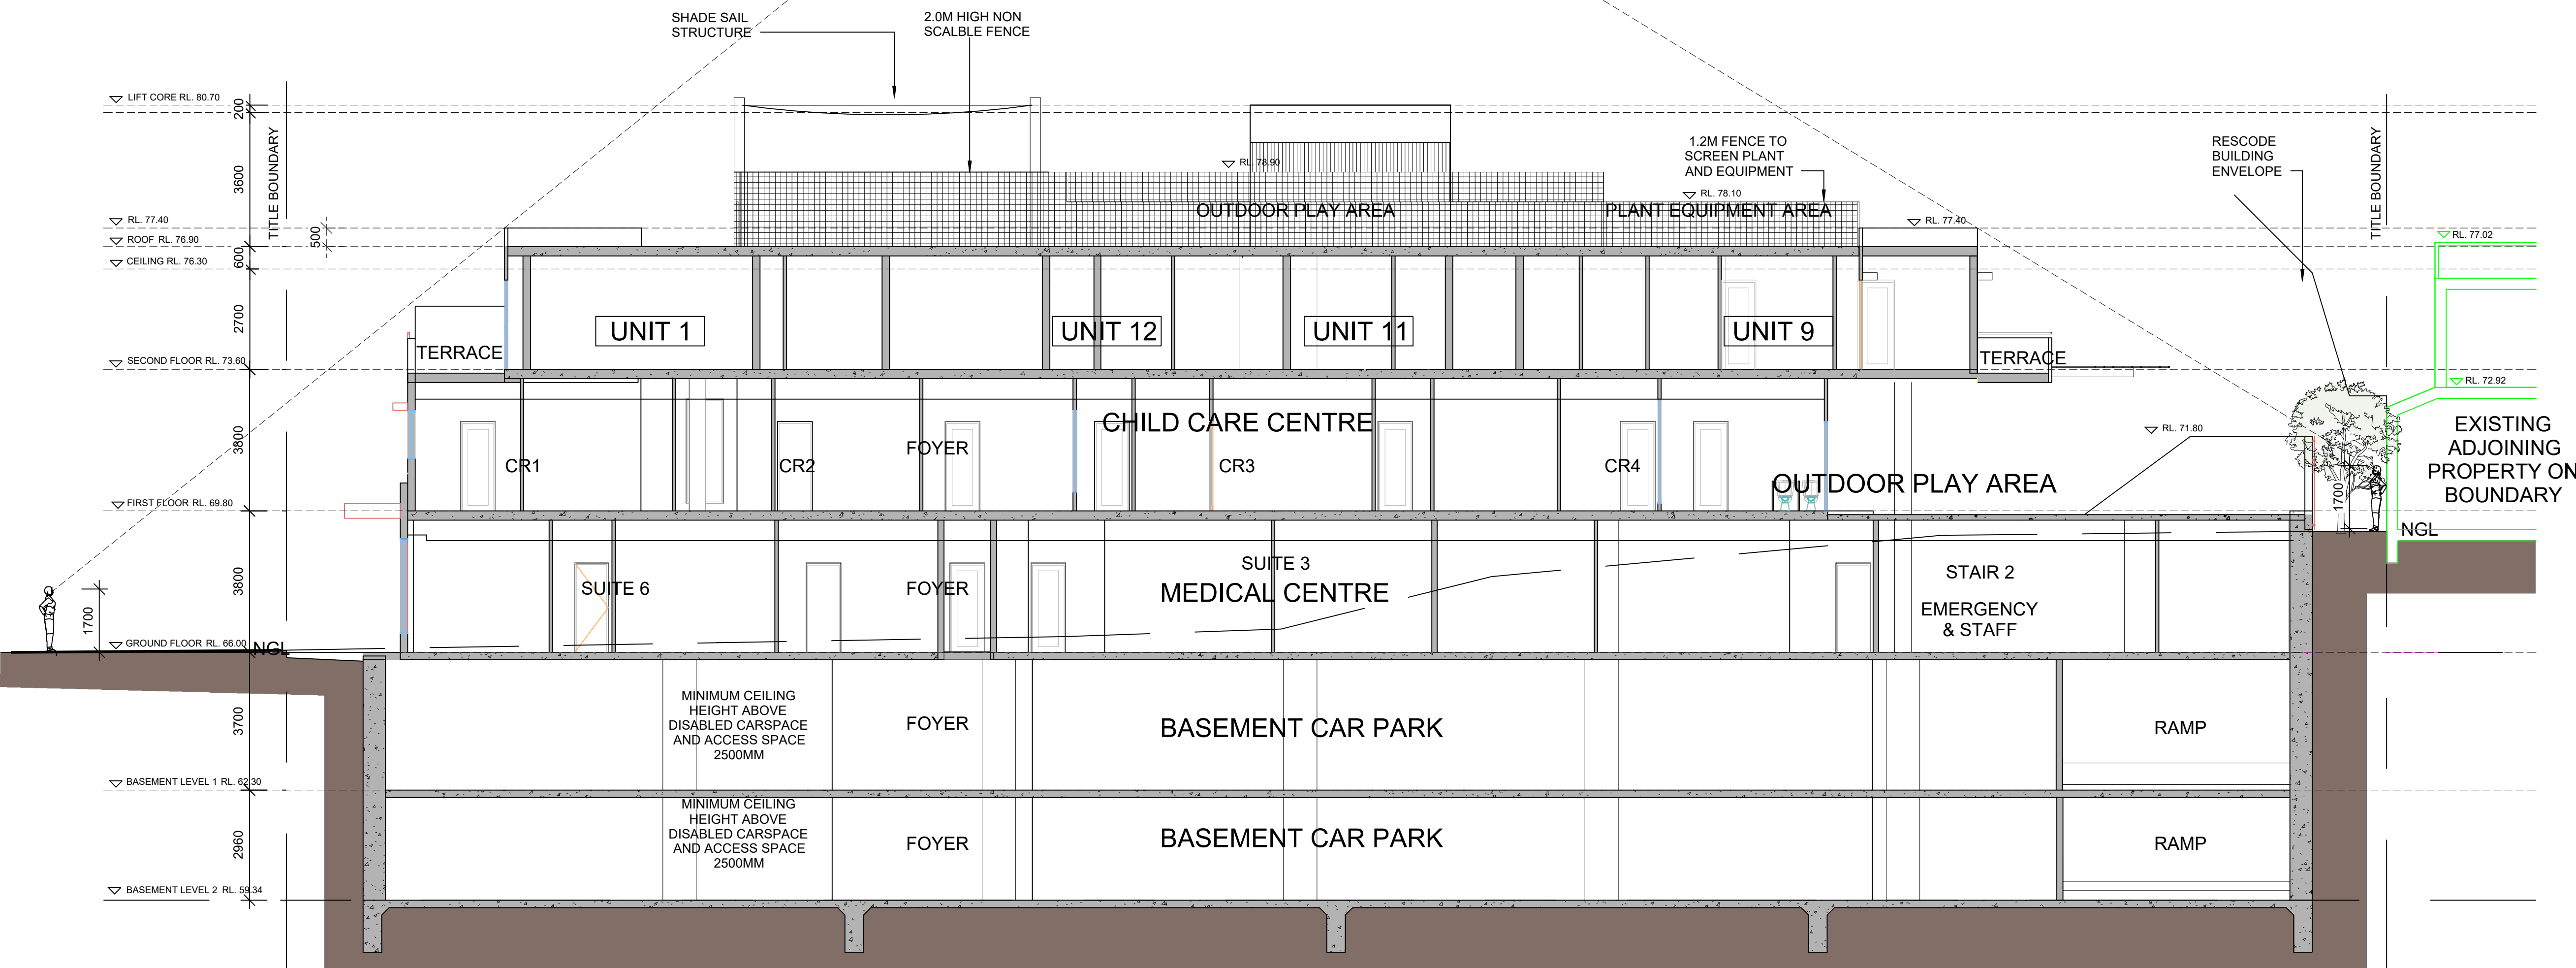 SHADE SAIL
STRUCTURE
2.0M HIGH NON
SCALBLE FENCE
LIFT CORE RL. 80.70
200
TITLE BOUNDARY
3600
RL. 78.90
1.2M FENCE TO
SCREEN PLANT
AND EQUIPMENT
RESCODE
BUILDING
ENVELOPE
TITLE BOUNDARY
RL. 78.10
OUTDOOR PLAY AREA
PLANT EQUIPMENT AREA
RL. 77.40
RL. 77.40
500
RL. 77.02
ROOF RL. 76.90
600
CEILING RL. 76.30
2700
UNIT 1
UNIT 12
UNIT 11
UNIT 9
TERRACE
TERRACE
SECOND FLOOR RL. 73.60
RL. 72.92
3800
CHILD CARE CENTRE
FOYER
CR1
CR2
CR3
CR4
RL. 71.80
OUTDOOR PLAY AREA
EXISTING
ADJOINING
PROPERTY ON
BOUNDARY
1700
NGL
FIRST FLOOR RL. 69.80
3800
SUITE 6
FOYER
SUITE 3
MEDICAL CENTRE
STAIR 2
EMERGENCY
& STAFF
1700
GROUND FLOOR RL. 66.00
NGL
3700
MINIMUM CEILING
HEIGHT ABOVE
DISABLED CARSPACE
AND ACCESS SPACE
2500MM
FOYER
BASEMENT CAR PARK
RAMP
BASEMENT LEVEL 1 RL. 62.30
2960
MINIMUM CEILING
HEIGHT ABOVE
DISABLED CARSPACE
AND ACCESS SPACE
2500MM
FOYER
BASEMENT CAR PARK
RAMP
BASEMENT LEVEL 2 RL. 59.34